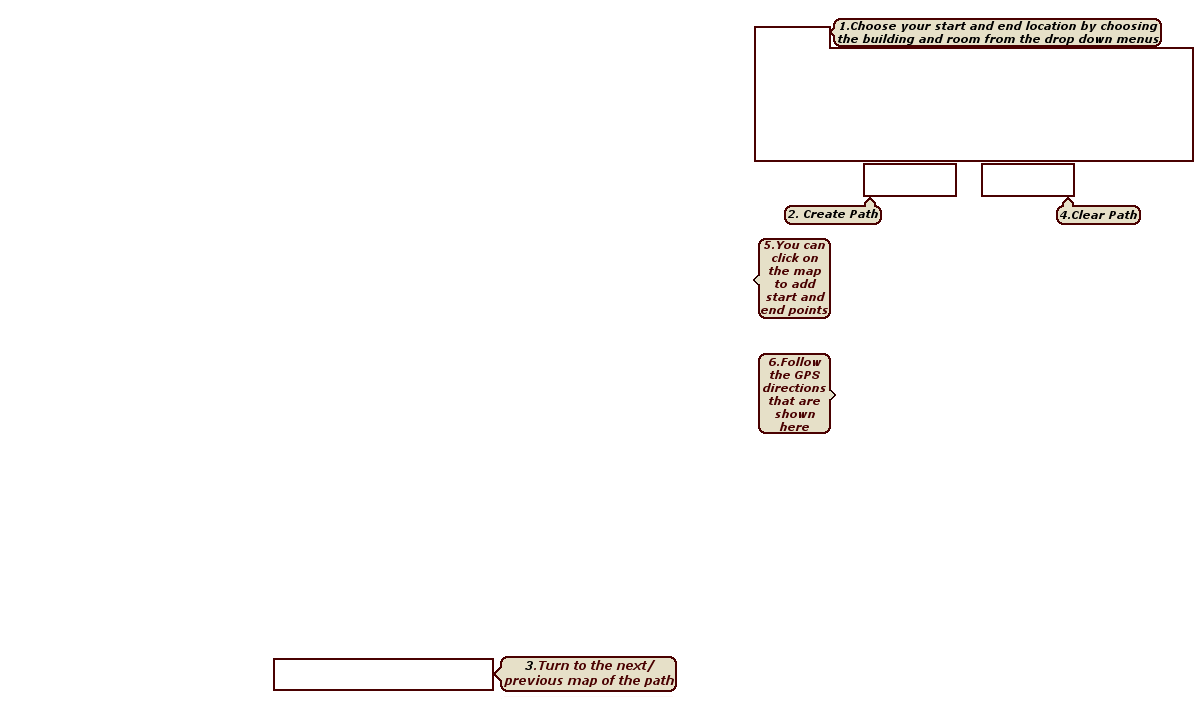 1.Choose your start and end location by choosing
the building and room from the drop down menus
2. Create Path
4.Clear Path
5.You can
click on
the map
to add
start and
end points
6.Follow
the GPS
directions
that are
shown
here
3.Turn to the next/
previous map of the path